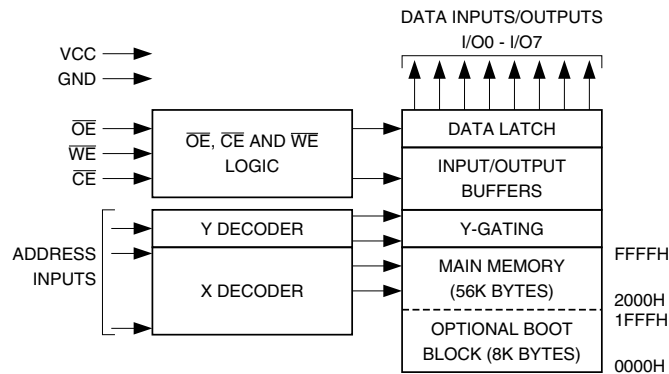 DATA INPUTS/OUTPUTS
I/O0 - I/O7
VCC
GND
OE
WE
CE
OE, CE AND WE
LOGIC
DATA LATCH
INPUT/OUTPUT
BUFFERS
ADDRESS
INPUTS
Y DECODER
X DECODER
Y-GATING
MAIN MEMORY
(56K BYTES)
OPTIONAL BOOT
BLOCK (8K BYTES)
FFFFH
2000H
1FFFH
0000H